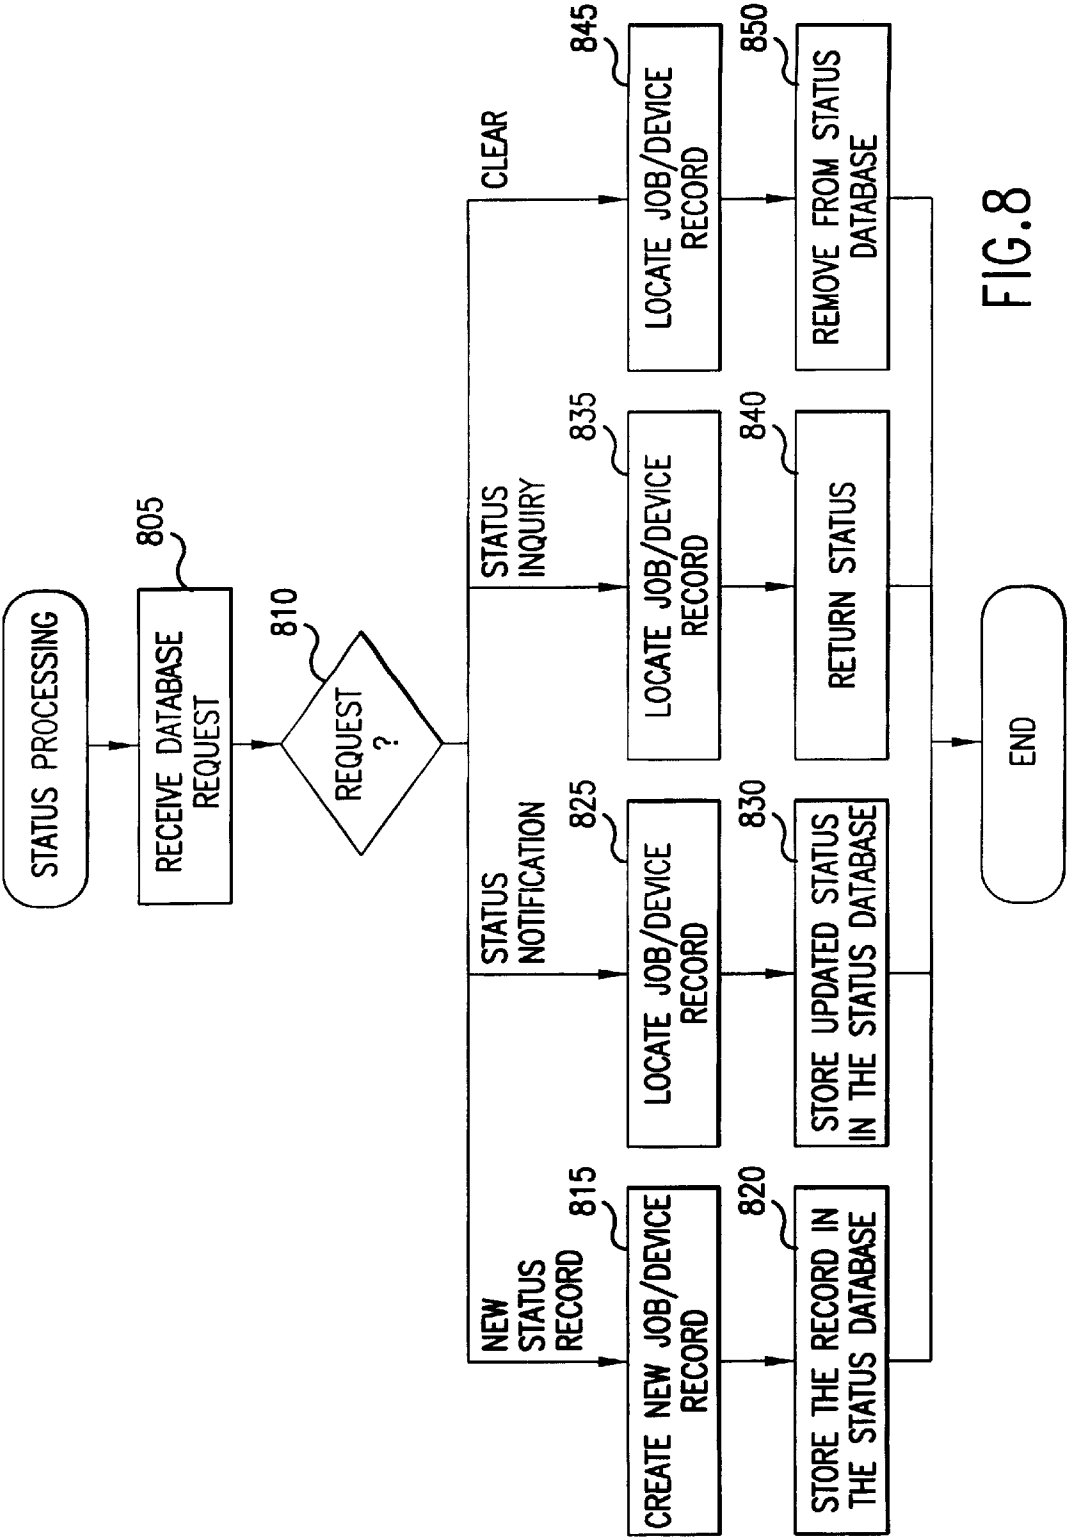 STATUS PROCESSING
805
RECEIVE DATABASE
REQUEST
810
REQUEST
?
NEW
STATUS
RECORD
STATUS
NOTIFICATION
STATUS
INQUIRY
CLEAR
815
CREATE NEW JOB/DEVICE
RECORD
825
LOCATE JOB/DEVICE
RECORD
835
LOCATE JOB/DEVICE
RECORD
845
LOCATE JOB/DEVICE
RECORD
820
STORE THE RECORD IN
THE STATUS DATABASE
830
STORE UPDATED STATUS
IN THE STATUS DATABASE
840
RETURN STATUS
850
REMOVE FROM STATUS
DATABASE
END
FIG.8